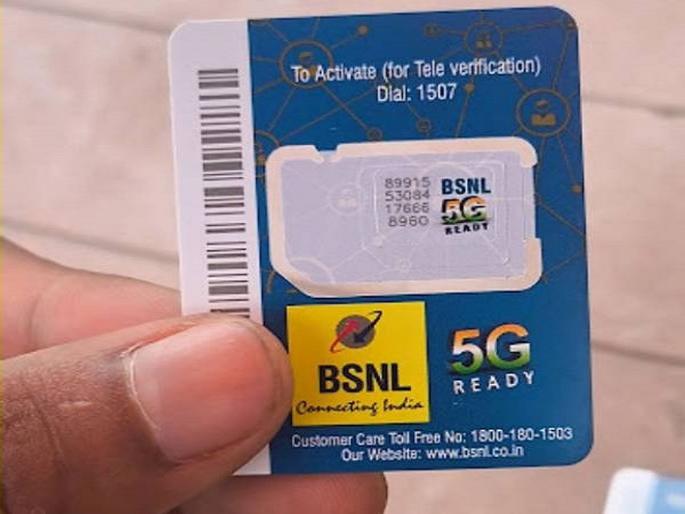 To Activate (for Tele verification)
Dial: 1507
89915
53084
17666
8960
BSNL
5G
READY
BSNL
Connecting India
5G
READY
Customer Care Toll Free No: 1800-180-1503
Our Website: www.bsnl.co.in